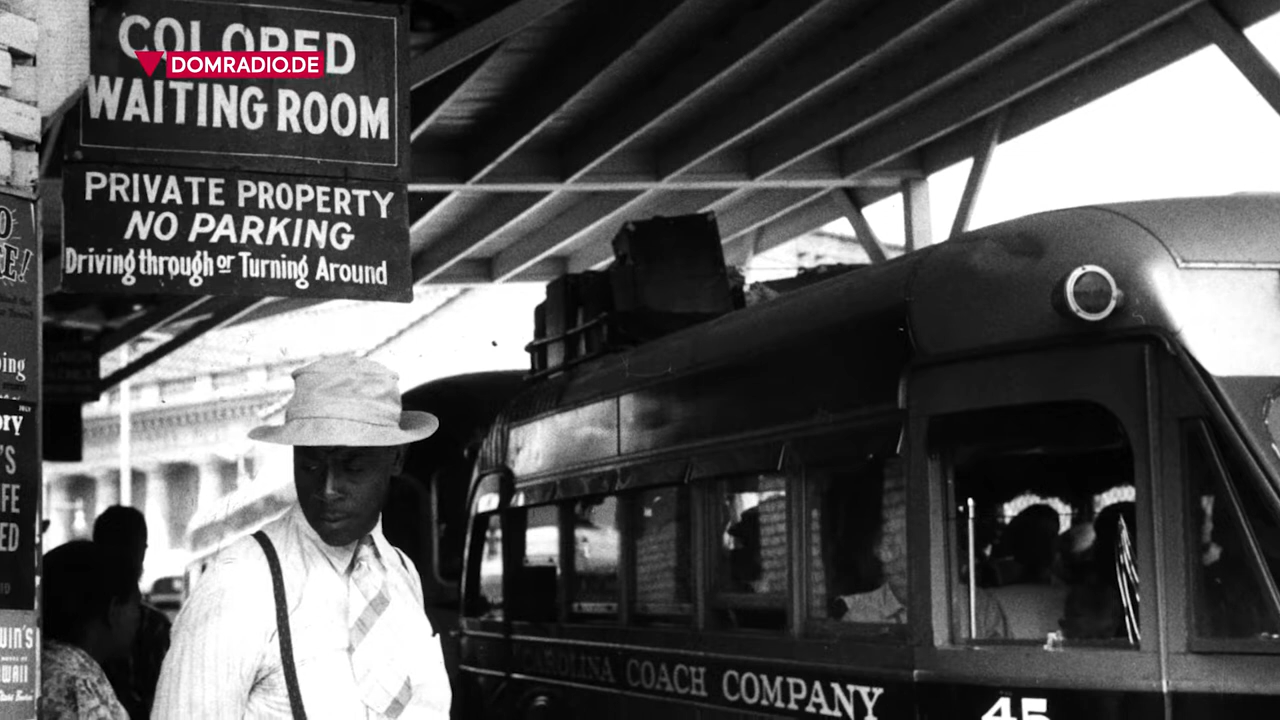 COLORED
DOMRADIO.DE
WAITING ROOM
PRIVATE PROPERTY
NO PARKING
Driving through or Turning Around
CAROLINA COACH COMPANY
45